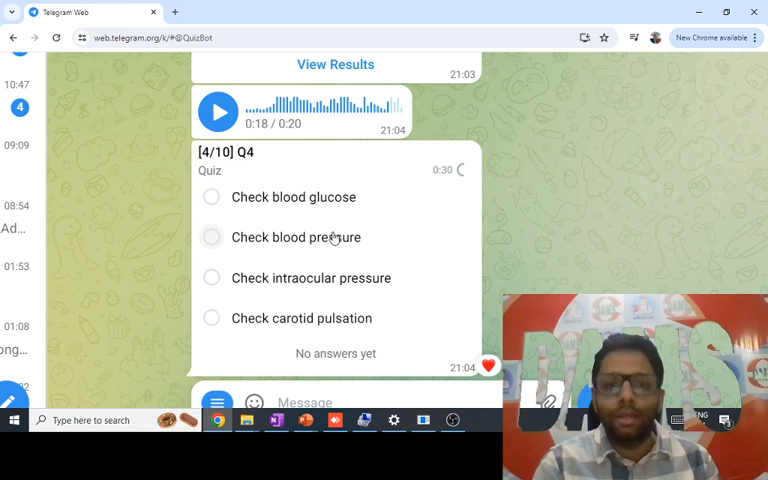 Telegram Web
web.telegram.org/k/#@QuizBot
New Chrome available
View Results
21:03
10:47
4
0:18 / 0:20
21:04
09:09
[4/10] Q4
Quiz
0:30
Check blood glucose
08:54
Ad...
Check blood pressure
01:53
Check intraocular pressure
01:08
Check carotid pulsation
ong...
No answers yet
21:04
Message
Type here to search
ENG
3
DAMS